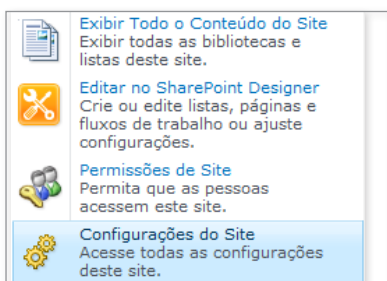 Exibir Todo o Conteúdo do Site
Exibir todas as bibliotecas e
listas deste site.
Editar no SharePoint Designer
Crie ou edite listas, páginas e
fluxos de trabalho ou ajuste
configurações.
Permissões de Site
Permita que as pessoas
acessem este site.
Configurações do Site
Acesse todas as configurações
deste site.